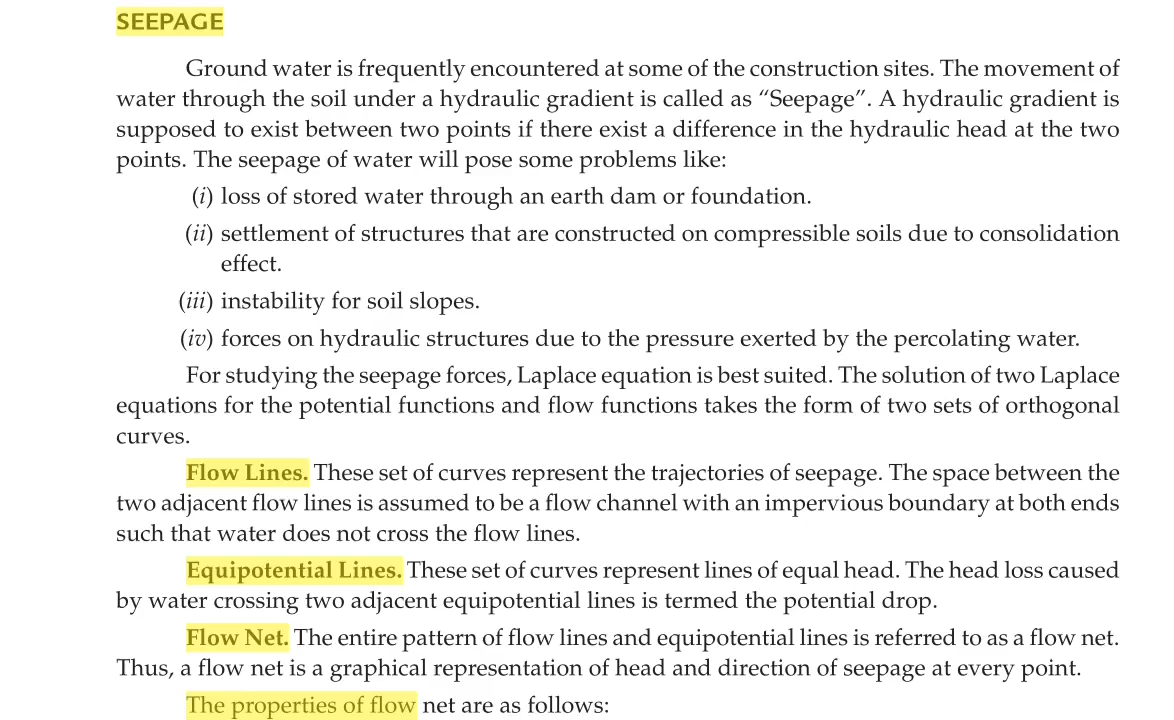 SEEPAGE
Ground water is frequently encountered at some of the construction sites. The movement of
water through the soil under a hydraulic gradient is called as “Seepage”. A hydraulic gradient is
supposed to exist between two points if there exist a difference in the hydraulic head at the two
points. The seepage of water will pose some problems like:
(i) loss of stored water through an earth dam or foundation.
(ii) settlement of structures that are constructed on compressible soils due to consolidation
effect.
(iii) instability for soil slopes.
(iv) forces on hydraulic structures due to the pressure exerted by the percolating water.
For studying the seepage forces, Laplace equation is best suited. The solution of two Laplace
equations for the potential functions and flow functions takes the form of two sets of orthogonal
curves.
Flow Lines. These set of curves represent the trajectories of seepage. The space between the
two adjacent flow lines is assumed to be a flow channel with an impervious boundary at both ends
such that water does not cross the flow lines.
Equipotential Lines. These set of curves represent lines of equal head. The head loss caused
by water crossing two adjacent equipotential lines is termed the potential drop.
Flow Net. The entire pattern of flow lines and equipotential lines is referred to as a flow net.
Thus, a flow net is a graphical representation of head and direction of seepage at every point.
The properties of flow net are as follows: